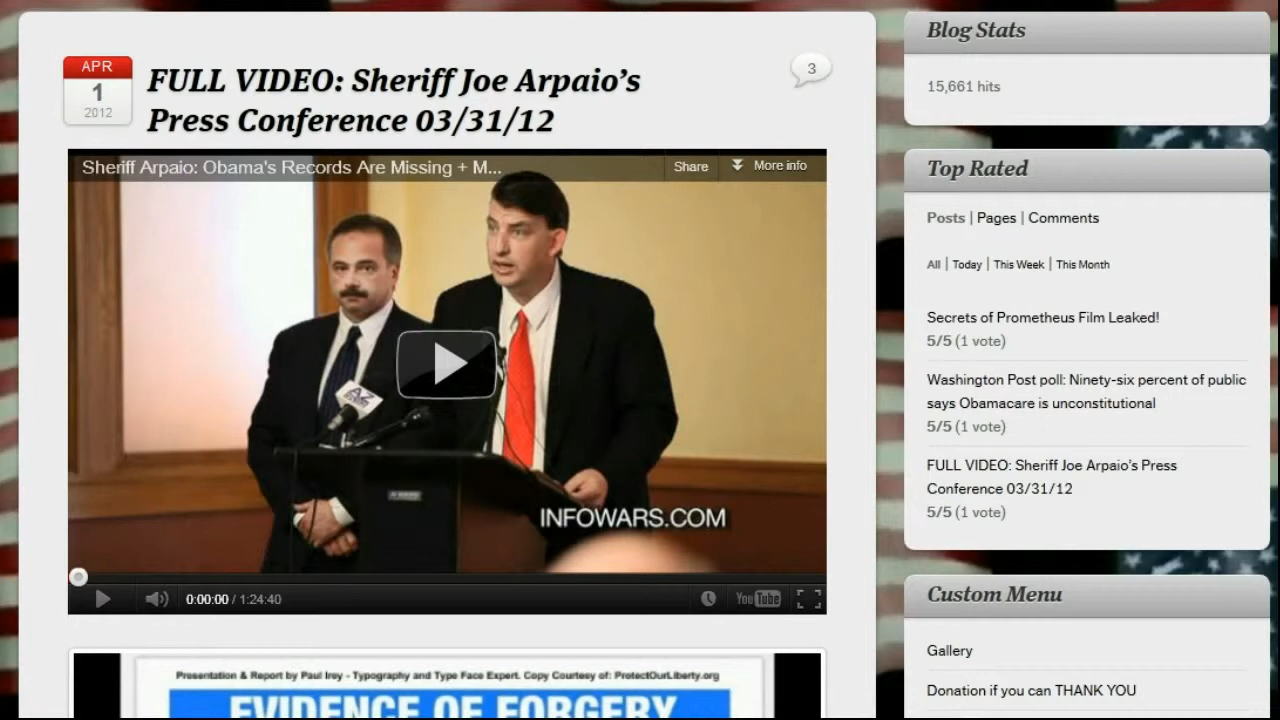 APR
1
2012
FULL VIDEO: Sheriff Joe Arpaio's
Press Conference 03/31/12
3
Sheriff Arpaio: Obama's Records Are Missing + M...
Share
More info
AZ
INFOWARS.COM
0:00:00 / 1:24:40
YouTube
Presentation & Report by Paul Irey - Typography and Type Face Expert. Copy Courtesy of: ProtectOurLiberty.org
EVIDENCE OF FORGERY
Blog Stats
15,661 hits
Top Rated
Posts | Pages | Comments
All | Today | This Week | This Month
Secrets of Prometheus Film Leaked!
5/5 (1 vote)
Washington Post poll: Ninety-six percent of public
says Obamacare is unconstitutional
5/5 (1 vote)
FULL VIDEO: Sheriff Joe Arpaio's Press
Conference 03/31/12
5/5 (1 vote)
Custom Menu
Gallery
Donation if you can THANK YOU